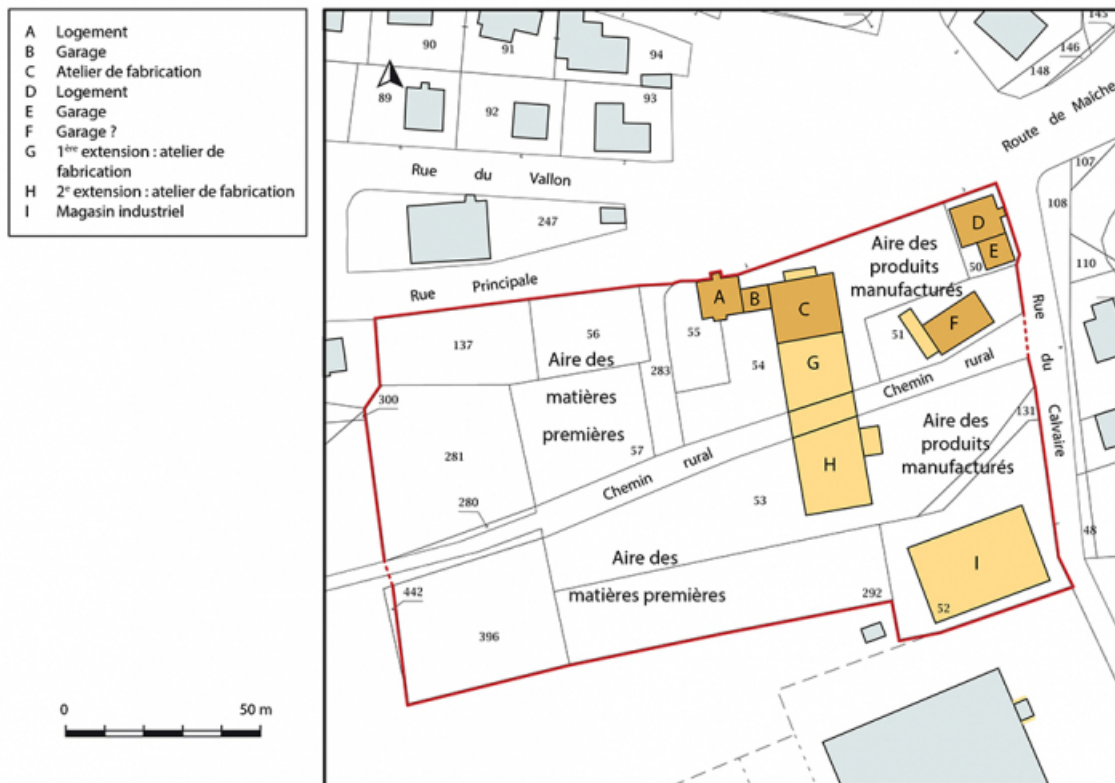 A Logement
B Garage
C Atelier de fabrication
D Logement
E Garage
F Garage ?
G 1ère extension : atelier de
fabrication
H 2e extension : atelier de fabrication
I Magasin industriel
0 50 m
90
91
94
145
146
148
89
92
93
Route de Maîche
Rue du Vallon
107
108
247
110
Rue Principale
D
E
50
Aire des
produits
manufacturés
A
B
C
F
51
137
56
55
54
G
283
Aire des
matières
premières
57
Chemin rural
Rue du Calvaire
300
281
280
Chemin rural
H
131
Aire des
produits
manufacturés
53
48
Aire des
matières premières
I
52
292
442
396